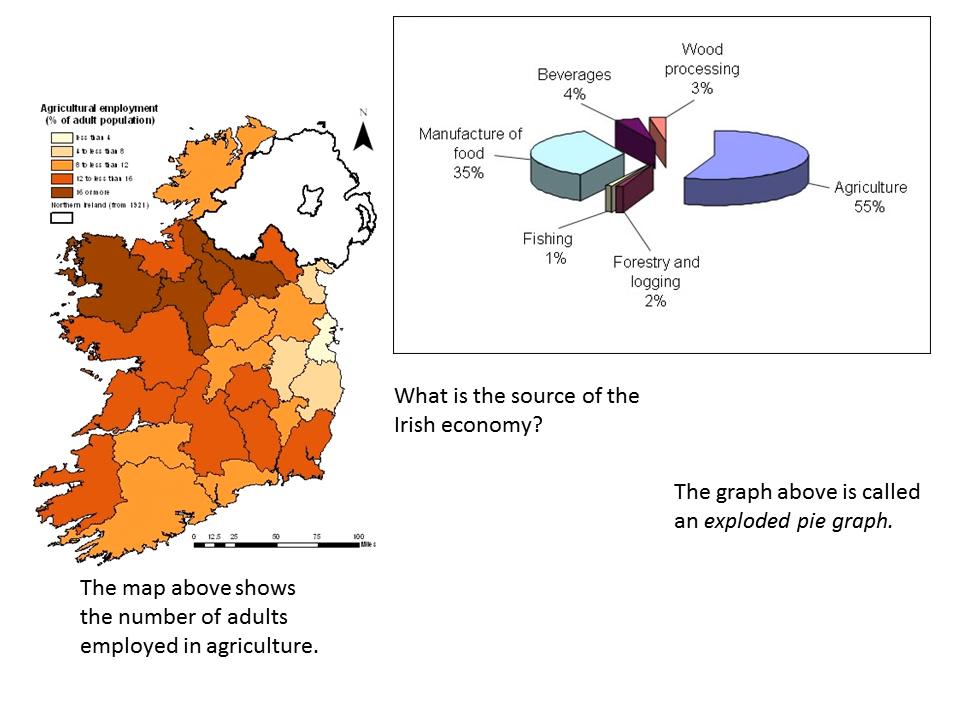 Agricultural employment
(% of adult population)
less than 4
4 to less than 8
8 to less than 12
12 to less than 16
16 or more
Northern Ireland (from 1921)
N
0 12.5 25 50 75 100
Miles
The map above shows
the number of adults
employed in agriculture.
Wood
processing
3%
Beverages
4%
Manufacture of
food
35%
Agriculture
55%
Fishing
1%
Forestry and
logging
2%
What is the source of the
Irish economy?
The graph above is called
an exploded pie graph.